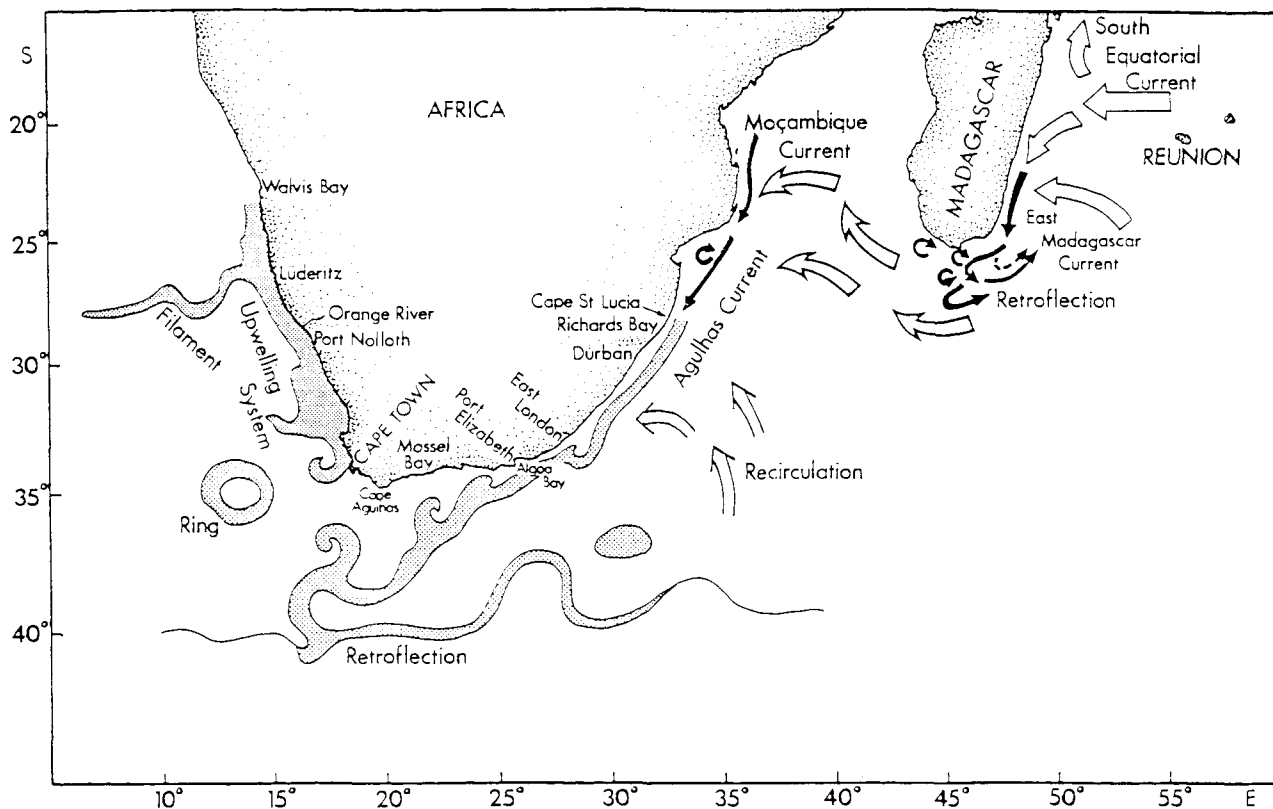 S
20°
25°
30°
35°
40°
10°
15°
20°
25°
30°
35°
40°
45°
50°
55°
E
AFRICA
MADAGASCAR
South
Equatorial
Current
REUNION
Moçambique
Current
East
Madagascar
Current
Retroflection
Agulhas Current
Recirculation
Walvis Bay
Luderitz
Orange River
Port Nolloth
Filament
Upwelling
System
CAPE TOWN
Mossel
Bay
Cape
Agulhas
Port
Elizabeth
East
London
Algoa
Bay
Cape St Lucia
Richards Bay
Durban
Ring
Retroflection